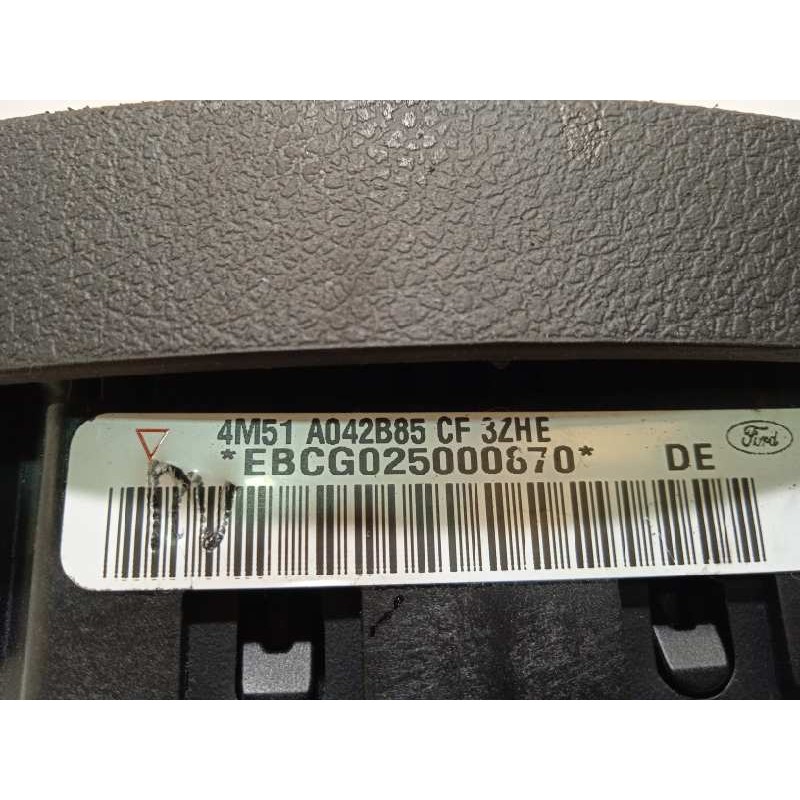 4M51 A042B85 CF 3ZHE
*EBCG025000870* DE
Ford